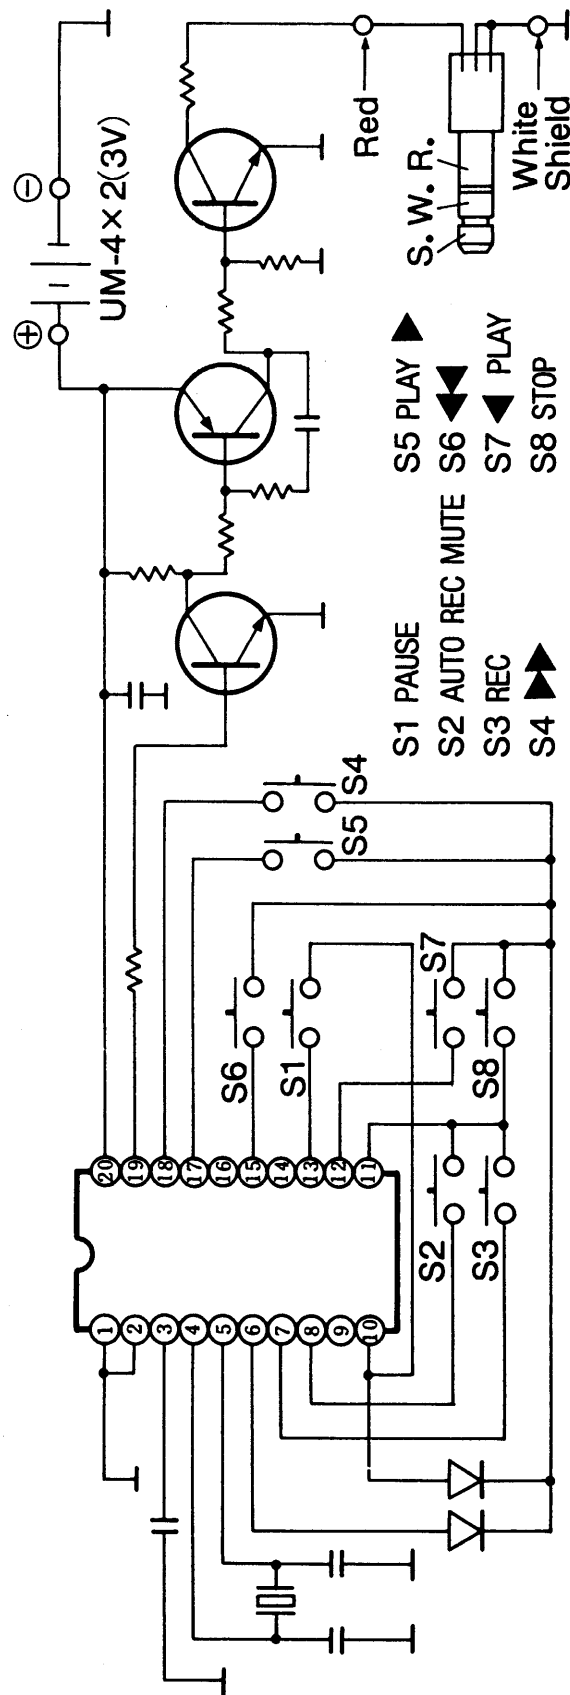 ⊖
⊕
UM-4×2(3V)
Red
S. W. R.
White
Shield
S1 PAUSE
S2 AUTO REC MUTE
S3 REC
S4 ▶▶
S5 PLAY ▶
S6 ◀◀
S7 ◀ PLAY
S8 STOP
S4
S5
S6
S1
S7
S8
S2
S3
20
19
18
17
16
15
14
13
12
11
1
2
3
4
5
6
7
8
9
10